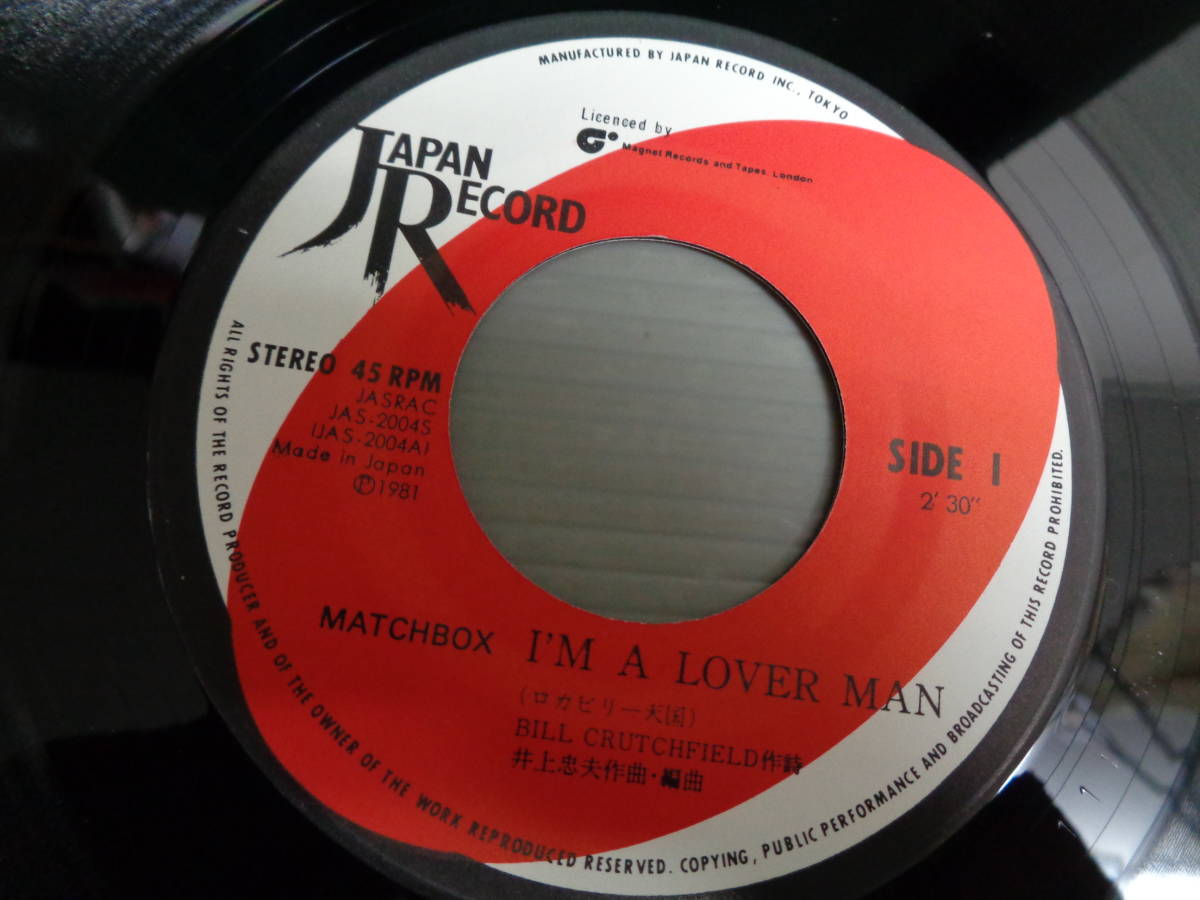 MANUFACTURED BY JAPAN RECORD INC., TOKYO
Licenced by
G
Magnet Records and Tapes. London
JAPAN
RECORD
STEREO 45 RPM
JASRAC
JAS-2004S
(JAS-2004A)
Made in Japan
Ⓟ1981
SIDE 1
2' 30"
MATCHBOX I'M A LOVER MAN
(ロカビリー天国)
BILL CRUTCHFIELD作詩
井上忠夫作曲・編曲
ALL RIGHTS OF THE RECORD PRODUCER AND OF THE OWNER OF THE WORK REPRODUCED RESERVED. COPYING, PUBLIC PERFORMANCE AND BROADCASTING OF THIS RECORD PROHIBITED.